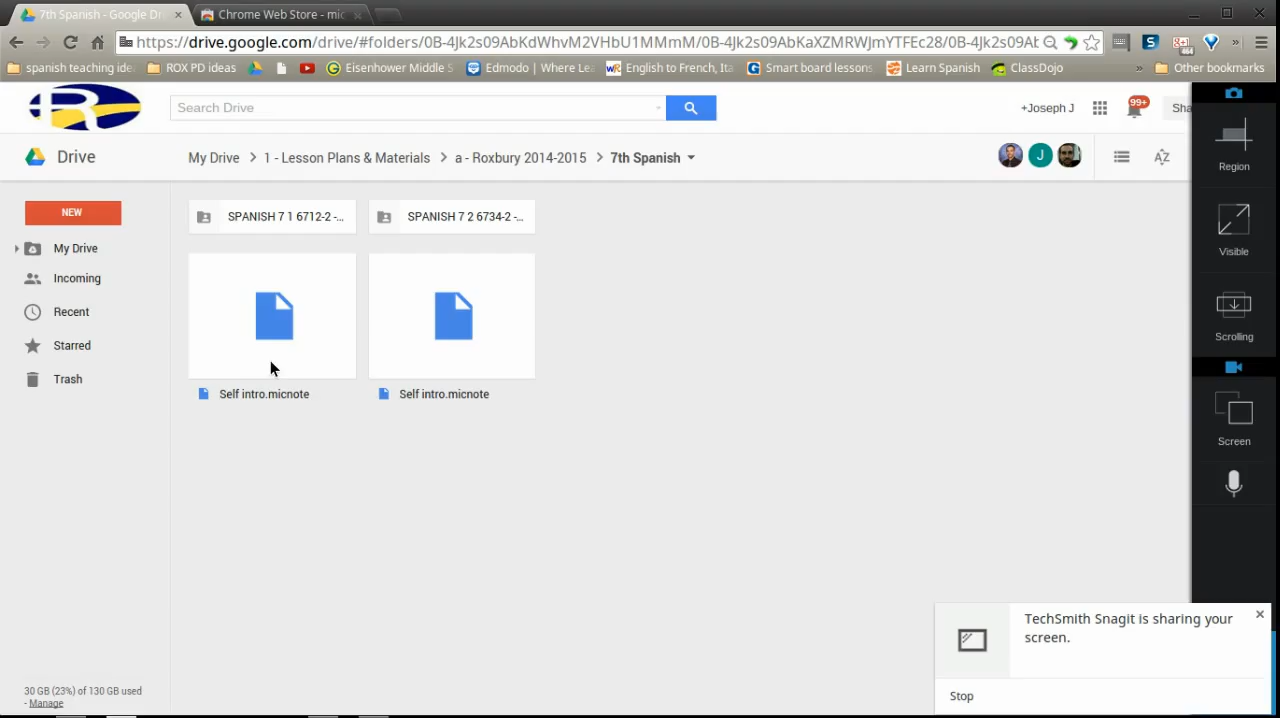 7th Spanish - Google Dr
Chrome Web Store - mic
https://drive.google.com/drive/#folders/0B-4Jk2s09AbKdWhvM2VHbU1MMmM/0B-4Jk2s09AbKaXZMRWJmYTFEc28/0B-4Jk2s09AbK
spanish teaching ide
ROX PD ideas
Eisenhower Middle S
Edmodo | Where Le
English to French, Ita
Smart board lessons
Learn Spanish
ClassDojo
»
Other bookmarks
R
Search Drive
+Joseph J
99+
Sha
Drive
My Drive > 1 - Lesson Plans & Materials > a - Roxbury 2014-2015 > 7th Spanish
J
AZ
NEW
My Drive
Incoming
Recent
Starred
Trash
SPANISH 7 1 6712-2 -...
SPANISH 7 2 6734-2 -...
Self intro.micnote
Self intro.micnote
Region
Visible
Scrolling
Screen
TechSmith Snagit is sharing your
screen.
Stop
30 GB (23%) of 130 GB used
- Manage